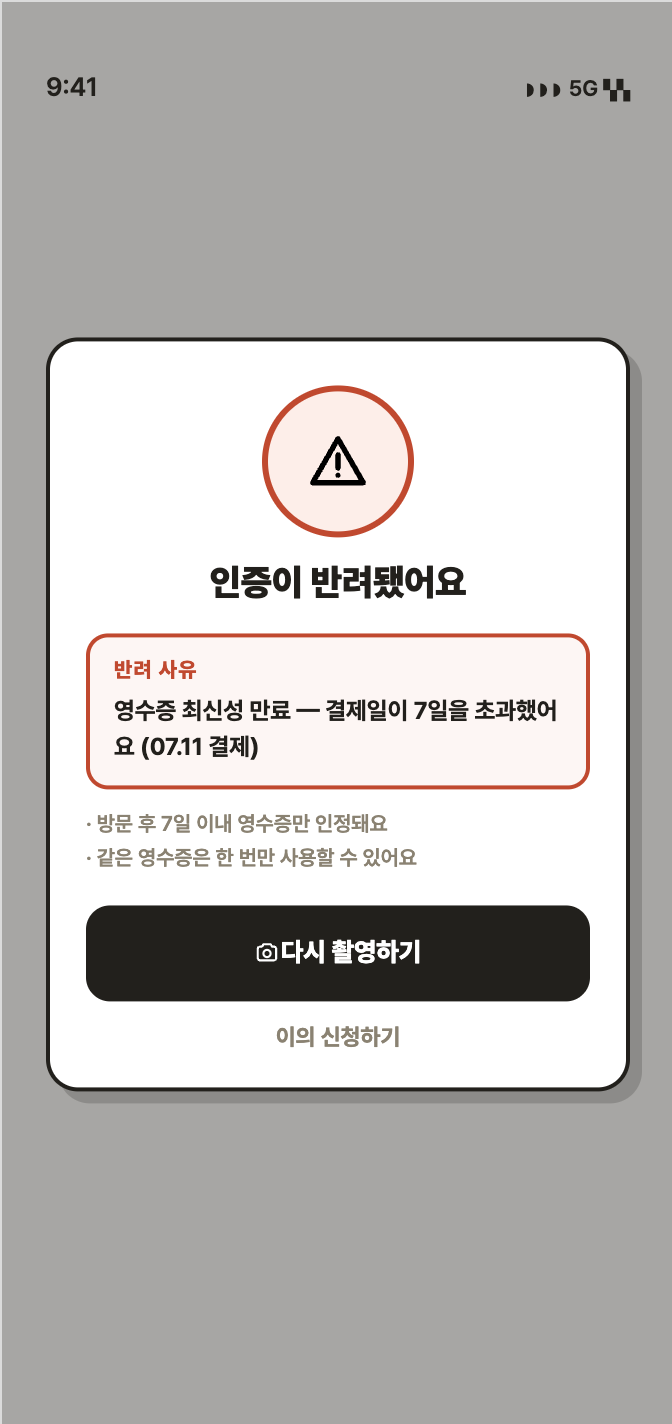 9:41
5G
인증이 반려됐어요
반려 사유
영수증 최신성 만료 — 결제일이 7일을 초과했어
요 (07.11 결제)
· 방문 후 7일 이내 영수증만 인정돼요
· 같은 영수증은 한 번만 사용할 수 있어요
다시 촬영하기
이의 신청하기